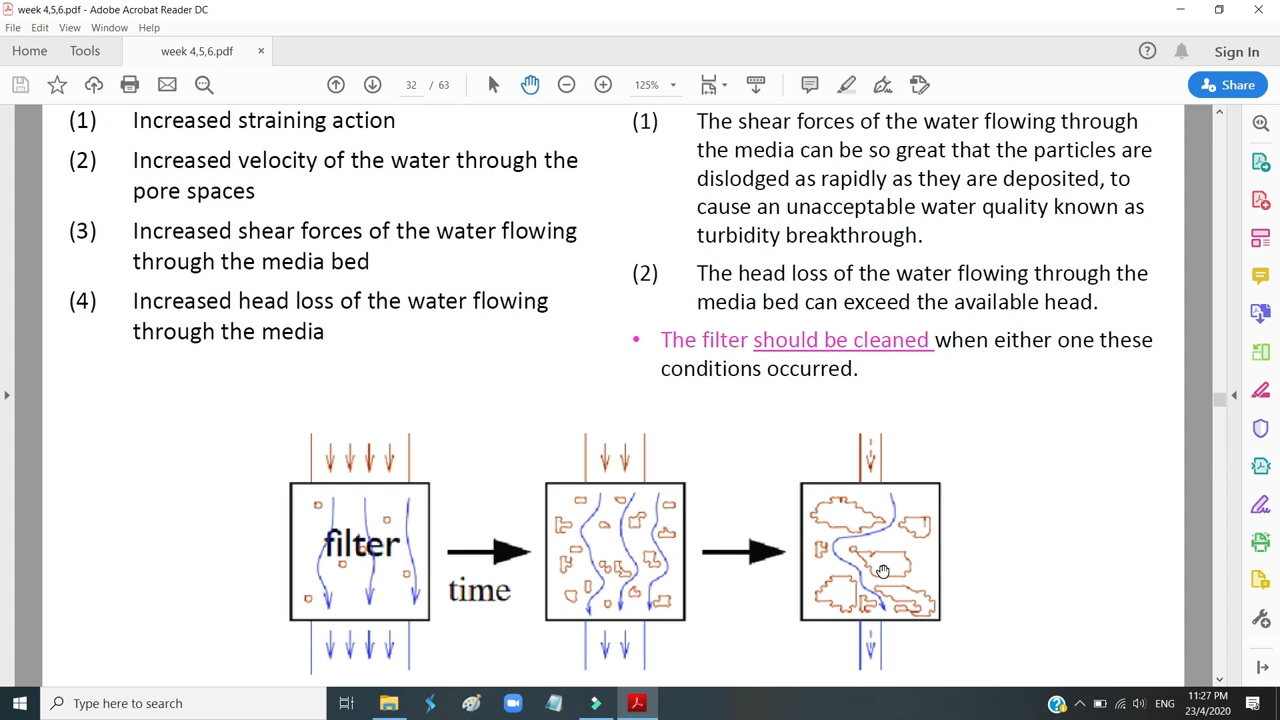 week 4,5,6.pdf - Adobe Acrobat Reader DC
File Edit View Window Help
Home Tools week 4,5,6.pdf × Sign In
32 / 63 125% Share
(1) Increased straining action
(2) Increased velocity of the water through the
pore spaces
(3) Increased shear forces of the water flowing
through the media bed
(4) Increased head loss of the water flowing
through the media
(1) The shear forces of the water flowing through
the media can be so great that the particles are
dislodged as rapidly as they are deposited, to
cause an unacceptable water quality known as
turbidity breakthrough.
(2) The head loss of the water flowing through the
media bed can exceed the available head.
• The filter should be cleaned when either one these
conditions occurred.
filter
time
Type here to search
ENG
11:27 PM
23/4/2020